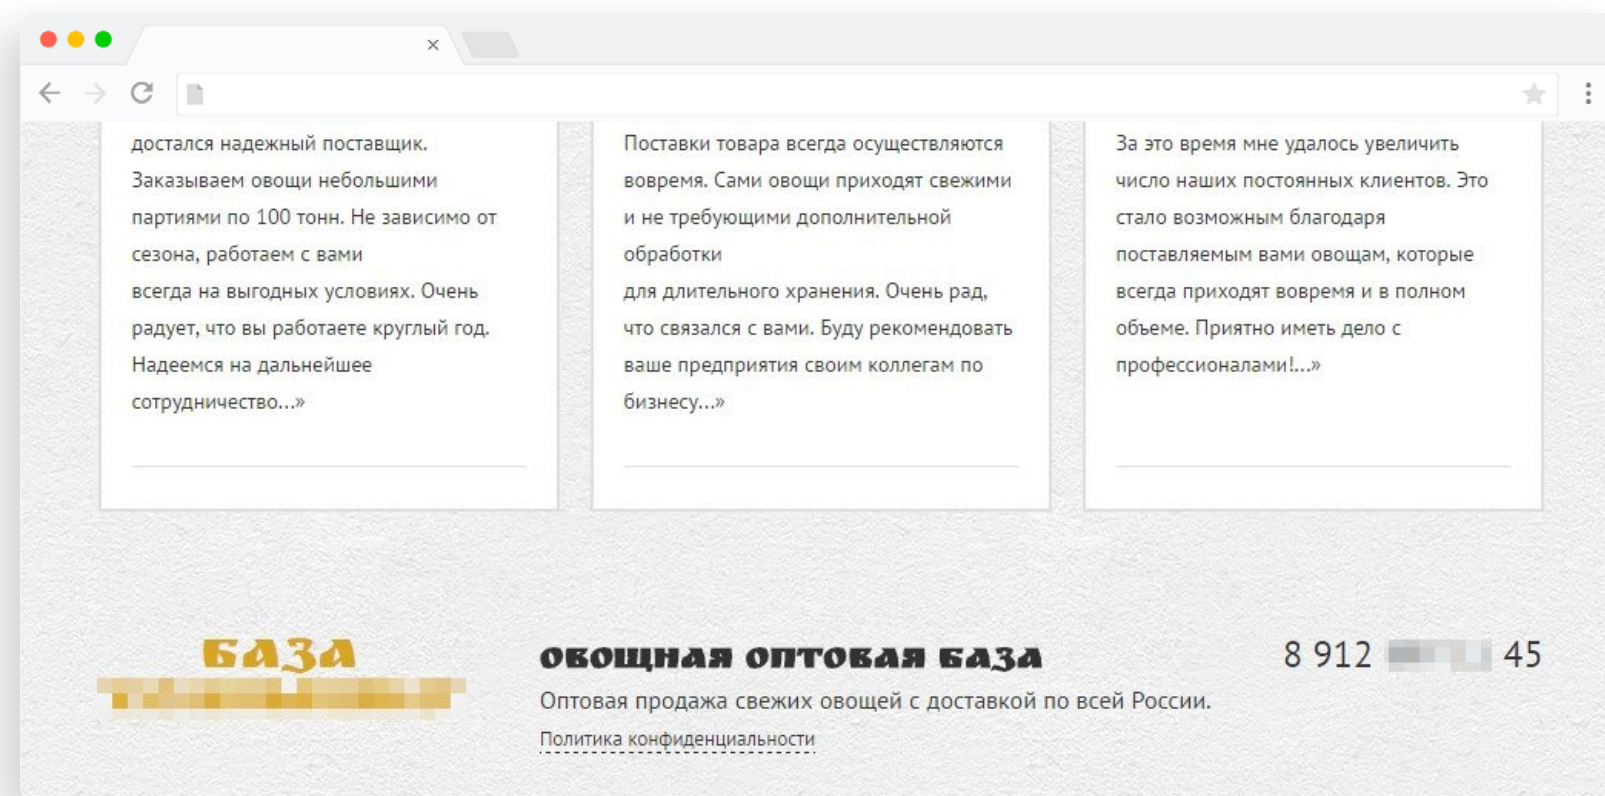 достался надежный поставщик.
Заказываем овощи небольшими
партиями по 100 тонн. Не зависимо от
сезона, работаем с вами
всегда на выгодных условиях. Очень
радует, что вы работаете круглый год.
Надеемся на дальнейшее
сотрудничество...»
Поставки товара всегда осуществляются
вовремя. Сами овощи приходят свежими
и не требующими дополнительной
обработки
для длительного хранения. Очень рад,
что связался с вами. Буду рекомендовать
ваше предприятия своим коллегам по
бизнесу...»
За это время мне удалось увеличить
число наших постоянных клиентов. Это
стало возможным благодаря
поставляемым вами овощам, которые
всегда приходят вовремя и в полном
объеме. Приятно иметь дело с
профессионалами!...»
БАЗА
ОВОЩНАЯ ОПТОВАЯ БАЗА
Оптовая продажа свежих овощей с доставкой по всей России.
Политика конфиденциальности
8 912 45